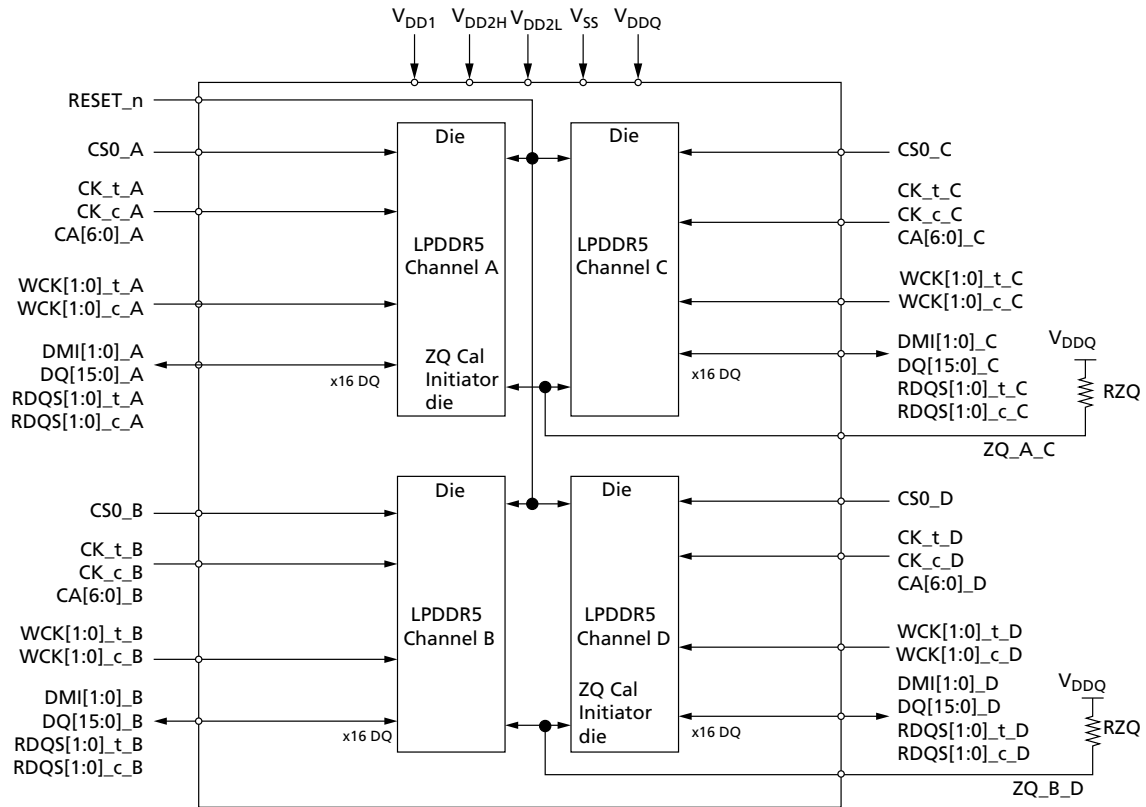 V_DD1 V_DD2H V_DD2L V_SS V_DDQ
RESET_n
CS0_A
CK_t_A
CK_c_A
CA[6:0]_A
WCK[1:0]_t_A
WCK[1:0]_c_A
DMI[1:0]_A
DQ[15:0]_A
RDQS[1:0]_t_A
RDQS[1:0]_c_A
Die
LPDDR5
Channel A
ZQ Cal
Initiator
die
x16 DQ
Die
LPDDR5
Channel C
x16 DQ
CS0_C
CK_t_C
CK_c_C
CA[6:0]_C
WCK[1:0]_t_C
WCK[1:0]_c_C
DMI[1:0]_C
DQ[15:0]_C
RDQS[1:0]_t_C
RDQS[1:0]_c_C
V_DDQ
RZQ
ZQ_A_C
CS0_B
CK_t_B
CK_c_B
CA[6:0]_B
WCK[1:0]_t_B
WCK[1:0]_c_B
DMI[1:0]_B
DQ[15:0]_B
RDQS[1:0]_t_B
RDQS[1:0]_c_B
Die
LPDDR5
Channel B
x16 DQ
Die
LPDDR5
Channel D
ZQ Cal
Initiator
die
x16 DQ
CS0_D
CK_t_D
CK_c_D
CA[6:0]_D
WCK[1:0]_t_D
WCK[1:0]_c_D
DMI[1:0]_D
DQ[15:0]_D
RDQS[1:0]_t_D
RDQS[1:0]_c_D
V_DDQ
RZQ
ZQ_B_D